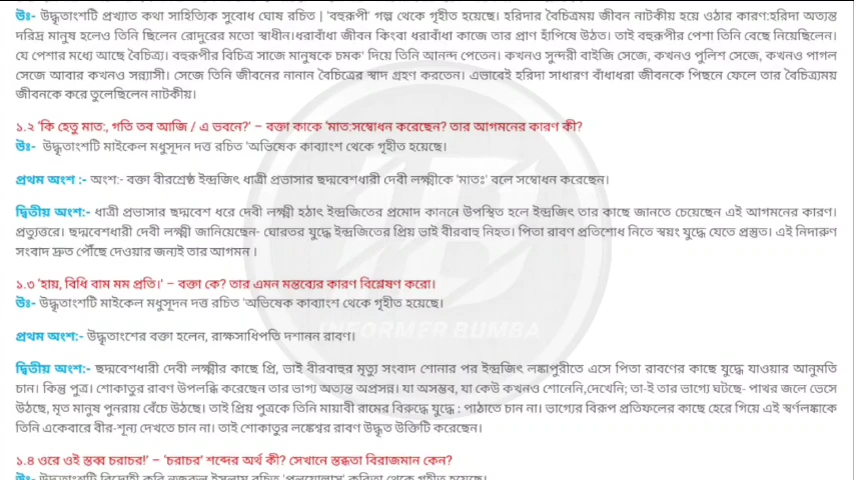 উঃ- উদ্ধৃতাংশটি প্রখ্যাত কথা সাহিত্যিক সুবোধ ঘোষ রচিত | 'বহুরূপী' গল্প থেকে গৃহীত হয়েছে। হরিদার বৈচিত্রময় জীবন নাটকীয় হয়ে ওঠার কারণ:হরিদা অত্যন্ত
দরিদ্র মানুষ হলেও তিনি ছিলেন রোদুরের মতো স্বাধীন।ধরাবাঁধা জীবন কিংবা ধরাবাঁধা কাজে তার প্রাণ হাঁপিষে উঠত। তাই বহুরূপীর পেশা তিনি বেছে নিয়েছিলেন।
যে পেশার মধ্যে আছে বৈচিত্র্য। বহুরূপীর বিচিত্র সাজে মানুষকে চমক' দিয়ে তিনি আনন্দ পেতেন। কখনও সুন্দরী বাইজি সেজে, কখনও পুলিশ সেজে, কখনও পাগল
সেজে আবার কখনও সন্ন্যাসী। সেজে তিনি জীবনের নানান বৈচিত্রের স্বাদ গ্রহণ করতেন। এভাবেই হরিদা সাধারণ বাঁধাধরা জীবনকে পিছনে ফেলে তার বৈচিত্র্যময়
জীবনকে করে তুলেছিলেন নাটকীয়।
১.২ 'কি হেতু মাত:, গতি তব আজি / এ ভবনে?' – বক্তা কাকে 'মাত:সম্বোধন করেছেন? তার আগমনের কারণ কী?
উঃ- উদ্ধৃতাংশটি মাইকেল মধুসূদন দত্ত রচিত 'অভিষেক কাব্যাংশ থেকে গৃহীত হয়েছে।
প্রথম অংশ :- অংশ:- বক্তা বীরশ্রেষ্ঠ ইন্দ্রজিৎ ধাত্রী প্রভাসার ছদ্মবেশধারী দেবী লক্ষ্মীকে 'মাতঃ' বলে সম্বোধন করেছেন।
দ্বিতীয় অংশ:- ধাত্রী প্রভাসার ছদ্মবেশ ধরে দেবী লক্ষ্মী হঠাৎ ইন্দ্রজিতের প্রমোদ কাননে উপস্থিত হলে ইন্দ্রজিৎ তার কাছে জানতে চেয়েছেন এই আগমনের কারণ।
প্রত্যুত্তরে। ছদ্মবেশধারী দেবী লক্ষ্মী জানিয়েছেন- ঘোরতর যুদ্ধে ইন্দ্রজিতের প্রিয় ভাই বীরবাহু নিহত। পিতা রাবণ প্রতিশোধ নিতে স্বয়ং যুদ্ধে যেতে প্রস্তুত। এই নিদারুণ
সংবাদ দ্রুত পৌঁছে দেওয়ার জন্যই তার আগমন ।
১.৩ 'হায়, বিধি বাম মম প্রতি।' – বক্তা কে? তার এমন মন্তব্যের কারণ বিশ্লেষণ করো।
উঃ- উদ্ধৃতাংশটি মাইকেল মধুসূদন দত্ত রচিত 'অভিষেক কাব্যাংশ থেকে গৃহীত হয়েছে।
INFORMER BUMBA
প্রথম অংশ:- উদ্ধৃতাংশের বক্তা হলেন, রাক্ষসাধিপতি দশানন রাবণ।
দ্বিতীয় অংশ:- ছদ্মবেশধারী দেবী লক্ষ্মীর কাছে প্রি, ভাই বীরবাহুর মৃত্যু সংবাদ শোনার পর ইন্দ্রজিৎ লঙ্কাপুরীতে এসে পিতা রাবণের কাছে যুদ্ধে যাওয়ার আনুমতি
চান। কিন্তু পুত্র। শোকাতুর রাবণ উপলব্ধি করেছেন তার ভাগ্য অত্যন্ত অপ্রসন্ন। যা অসম্ভব, যা কেউ কখনও শোনেনি,দেখেনি; তা-ই তার ভাগ্যে ঘটছে- পাথর জলে ভেসে
উঠছে, মৃত মানুষ পুনরায় বেঁচে উঠছে। তাই প্রিয় পুত্রকে তিনি মায়াবী রামের বিরুদ্ধে যুদ্ধে : পাঠাতে চান না। ভাগ্যের বিরূপ প্রতিফলের কাছে হেরে গিয়ে এই স্বর্ণলঙ্কাকে
তিনি একেবারে বীর-শূন্য দেখতে চান না। তাই শোকাতুর লঙ্কেশ্বর রাবণ উদ্ধৃত উক্তিটি করেছেন।
১.৪ ওরে ওই স্তব্ধ চরাচর!' – 'চরাচর' শব্দের অর্থ কী? সেখানে স্তব্ধতা বিরাজমান কেন?
উঃ- উদ্ধৃতাংশটি বিদ্রোহী কবি নজরুল ইসলাম রচিত 'প্রলয়োল্লাস' কবিতা থেকে গৃহীত হয়েছে।